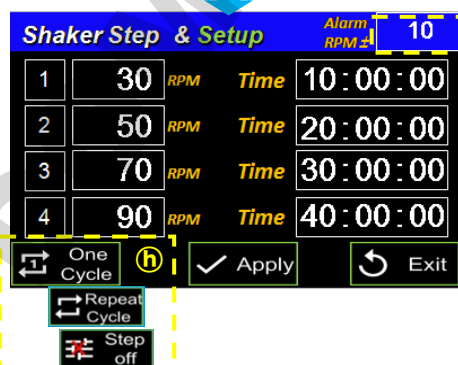 Shaker Step & Setup
Alarm
RPM±
10
1 30 RPM Time 10:00:00
2 50 RPM Time 20:00:00
3 70 RPM Time 30:00:00
4 90 RPM Time 40:00:00
1 One
Cycle
ⓗ
Apply
Exit
Repeat
Cycle
Step
off